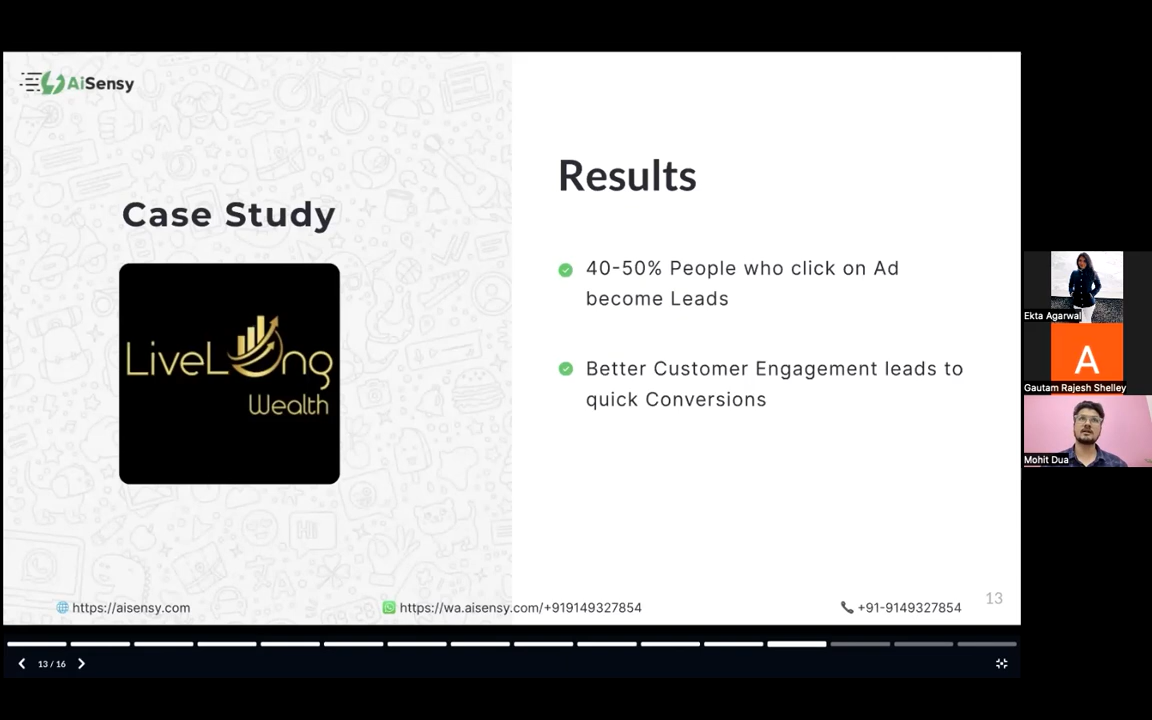 AiSensy
Case Study
LiveLong
Wealth
Results
40-50% People who click on Ad
become Leads
Better Customer Engagement leads to
quick Conversions
https://aisensy.com
https://wa.aisensy.com/+919149327854
+91-9149327854
13
13 / 16
Ekta Agarwal
A
Gautam Rajesh Shelley
Mohit Dua
HI